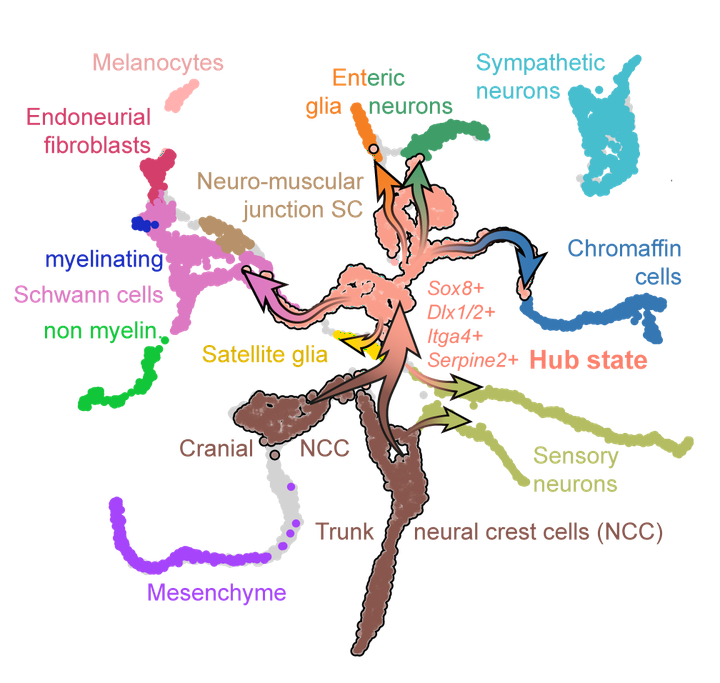 Melanocytes
Endoneurial
fibroblasts
Enteric
glia
neurons
Sympathetic
neurons
Neuro-muscular
junction SC
myelinating
Schwann cells
non myelin.
Chromaffin
cells
Sox8+
Dlx1/2+
Itga4+
Serpine2+
Hub state
Satellite glia
Cranial
NCC
Sensory
neurons
Trunk
neural crest cells (NCC)
Mesenchyme